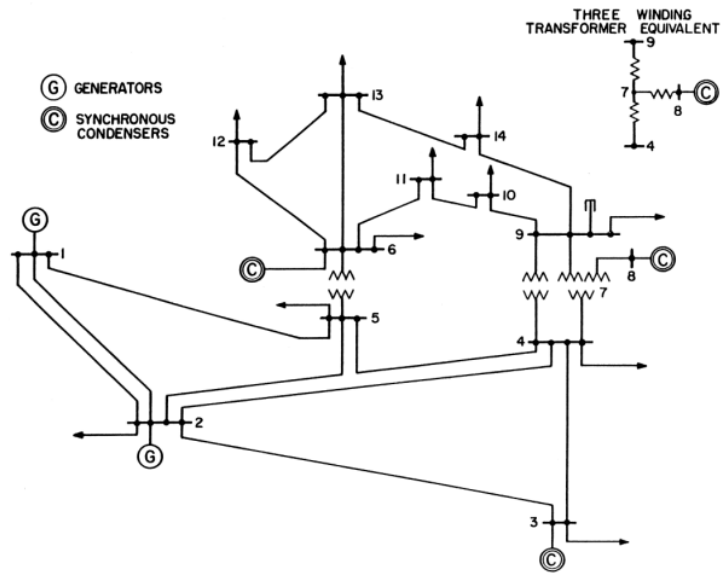 THREE WINDING
TRANSFORMER EQUIVALENT
9
7
C
8
4
G GENERATORS
C SYNCHRONOUS
CONDENSERS
13
12
14
11
10
G
1
6
9
C
8
C
7
5
4
2
G
3
C